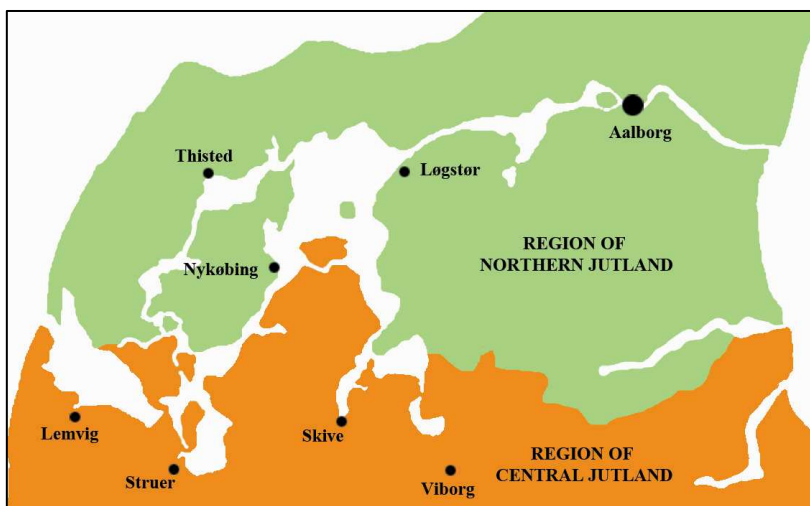 Aalborg
Thisted
Løgstør
REGION OF
NORTHERN JUTLAND
Nykøbing
Lemvig
Skive
REGION OF
CENTRAL JUTLAND
Struer
Viborg